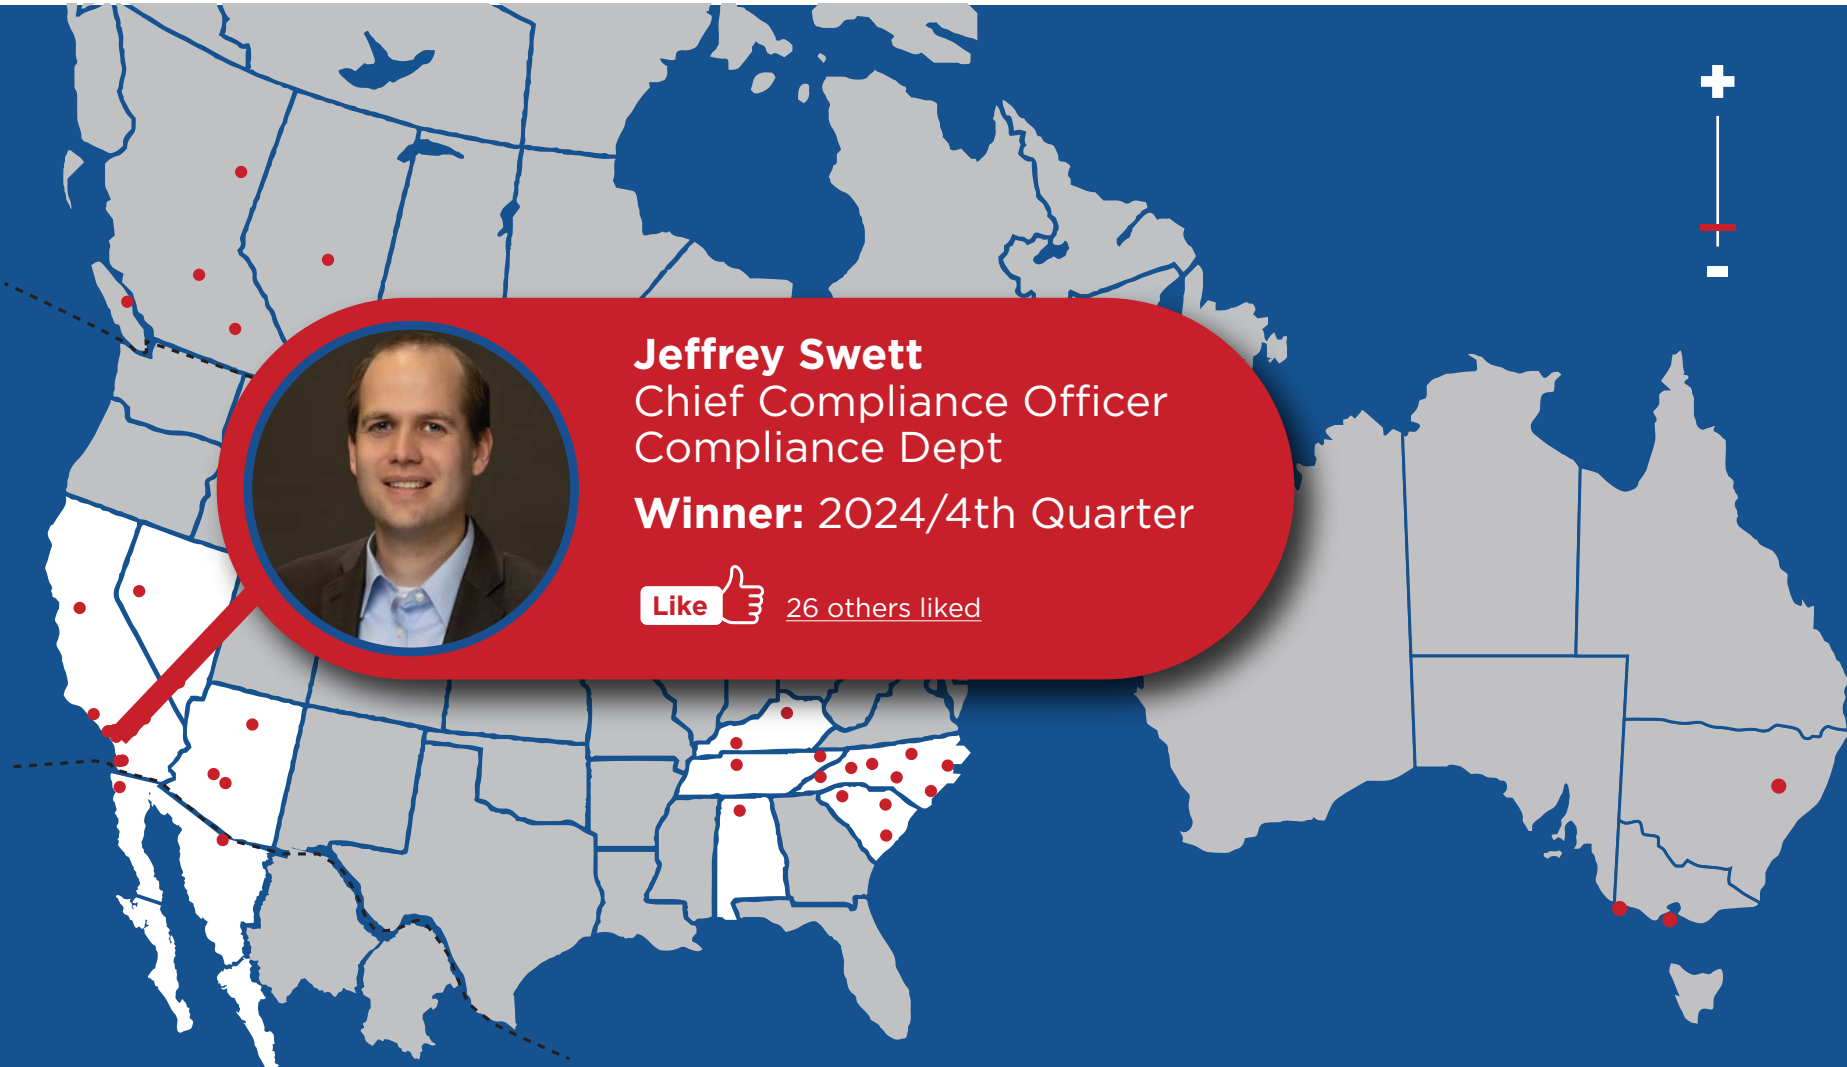 Jeffrey Swett
Chief Compliance Officer
Compliance Dept
Winner: 2024/4th Quarter
Like 26 others liked